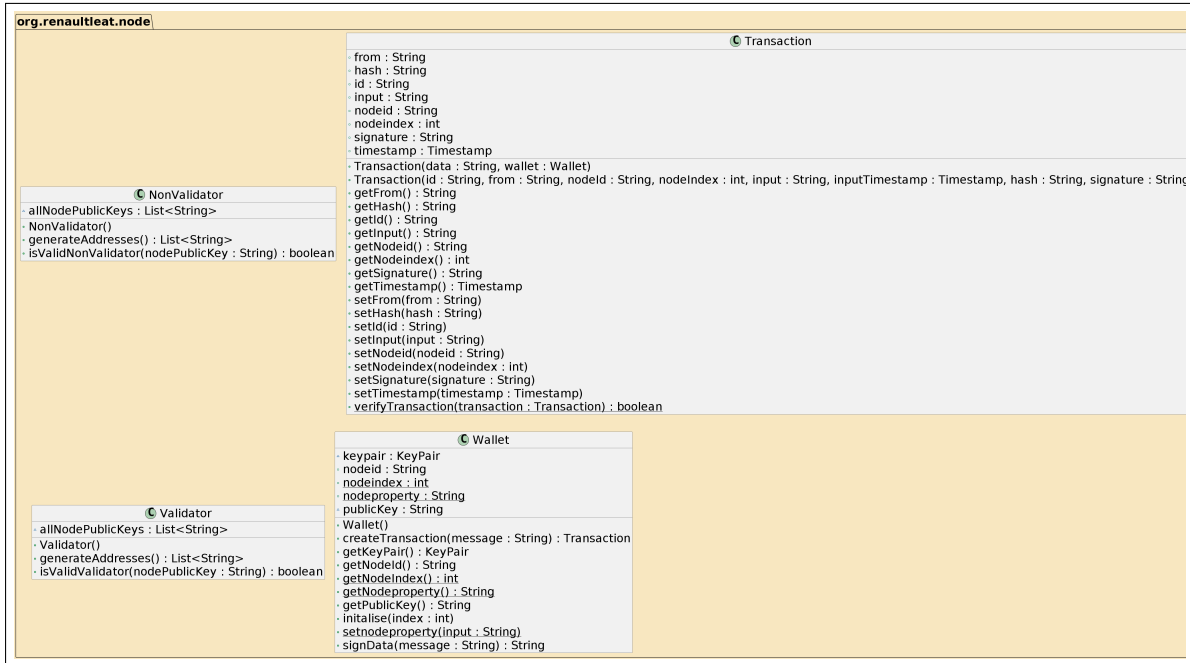 org.renaultleat.node
C Transaction
from : String
hash : String
id : String
input : String
nodeid : String
nodeindex : int
signature : String
timestamp : Timestamp
Transaction(data : String, wallet : Wallet)
Transaction(id : String, from : String, nodeId : String, nodeIndex : int, input : String, inputTimestamp : Timestamp, hash : String, signature : String
getFrom() : String
getHash() : String
getId() : String
getInput() : String
getNodeid() : String
getNodeindex() : int
getSignature() : String
getTimestamp() : Timestamp
setFrom(from : String)
setHash(hash : String)
setId(id : String)
setInput(input : String)
setNodeid(nodeid : String)
setNodeindex(nodeindex : int)
setSignature(signature : String)
setTimestamp(timestamp : Timestamp)
verifyTransaction(transaction : Transaction) : boolean
C NonValidator
allNodePublicKeys : List<String>
NonValidator()
generateAddresses() : List<String>
isValidNonValidator(nodePublicKey : String) : boolean
C Wallet
keypair : KeyPair
nodeid : String
nodeindex : int
nodeproperty : String
publicKey : String
Wallet()
createTransaction(message : String) : Transaction
getKeyPair() : KeyPair
getNodeId() : String
getNodeIndex() : int
getNodeproperty() : String
getPublicKey() : String
initalise(index : int)
setnodeproperty(input : String)
signData(message : String) : String
C Validator
allNodePublicKeys : List<String>
Validator()
generateAddresses() : List<String>
isValidValidator(nodePublicKey : String) : boolean